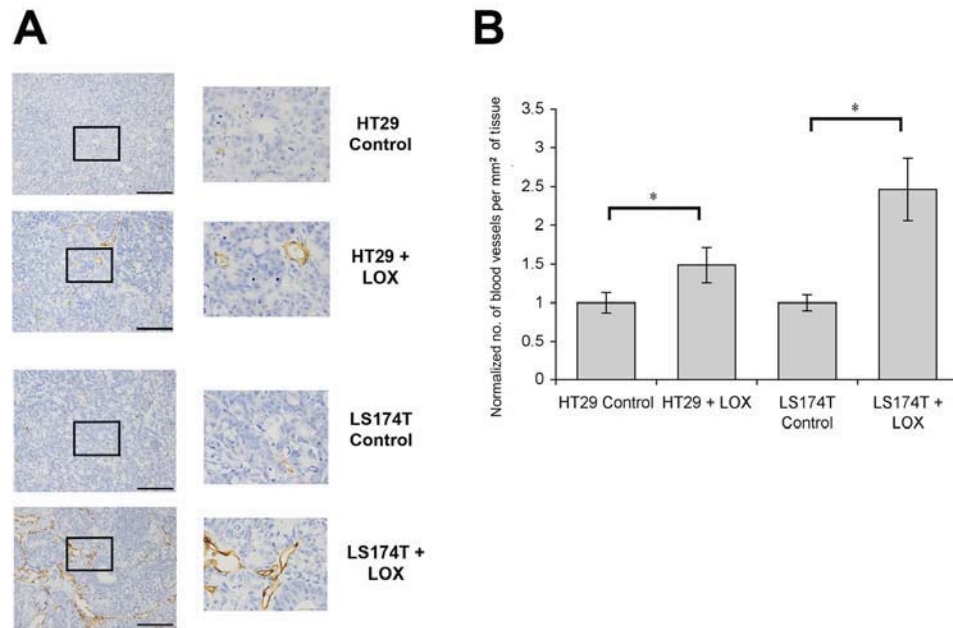 A
HT29
Control
HT29 +
LOX
LS174T
Control
LS174T +
LOX
B
Normalized no. of blood vessels per mm² of tissue
3.5
3
2.5
2
1.5
1
0.5
0
*
*
HT29 Control
HT29 + LOX
LS174T
Control
LS174T +
LOX